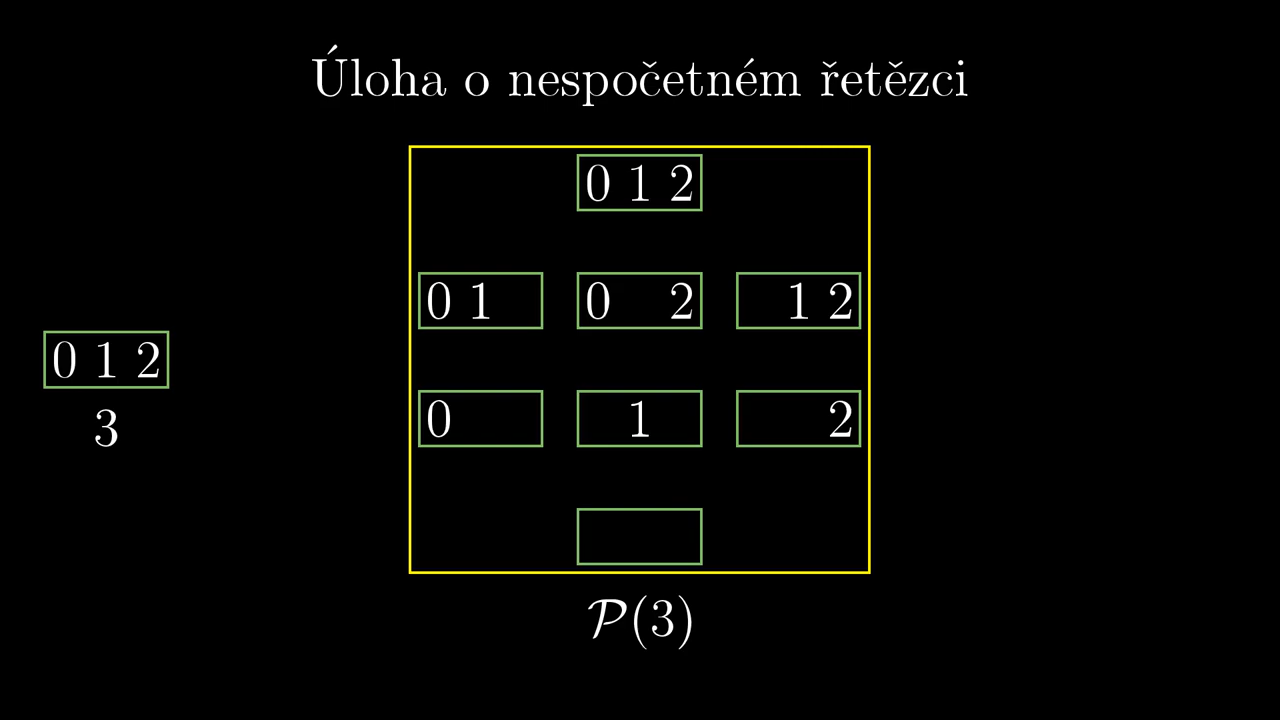 Úloha o nespočetném řetězci
0 1 2
0 1
0 2
1 2
0 1 2
3
0
1
2
𝒫(3)